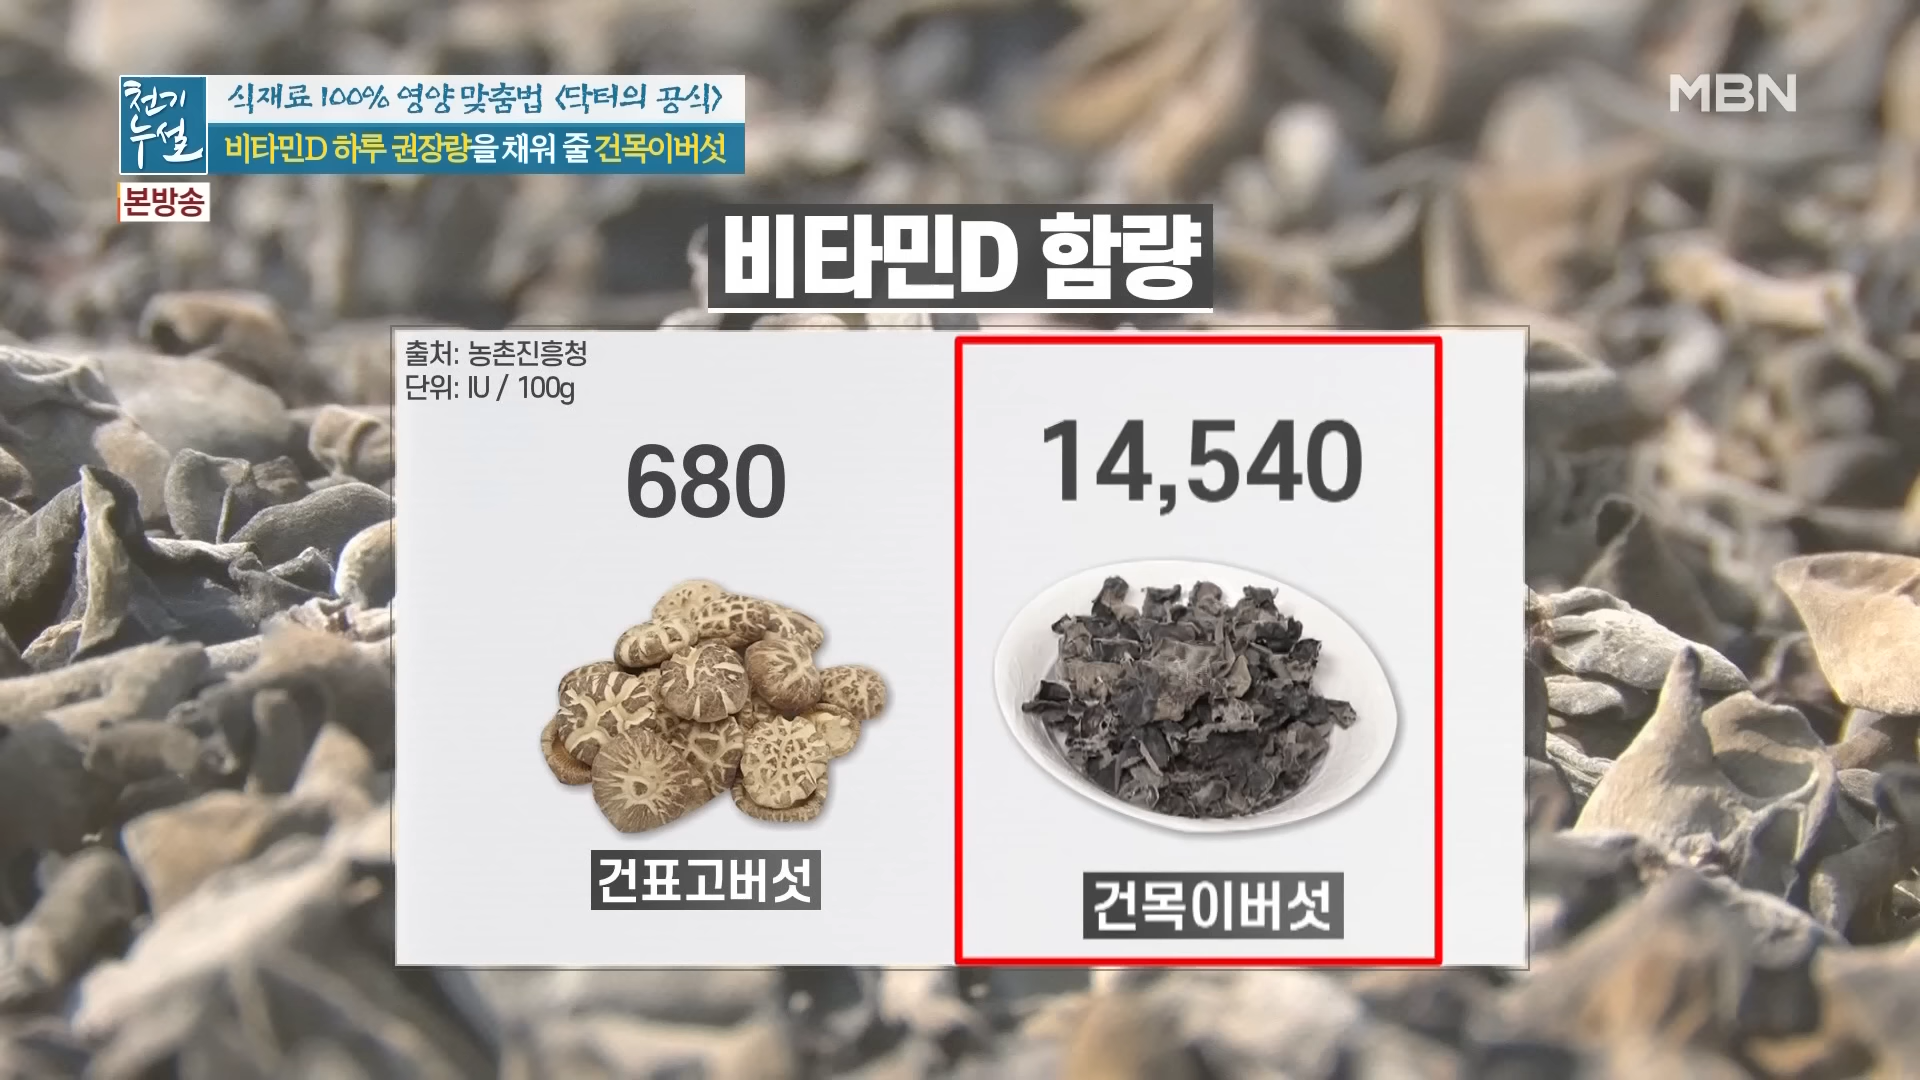 천기누설
식재료 100% 영양 맞춤법 <닥터의 공식>
MBN
비타민D 하루 권장량을 채워 줄 건목이버섯
본방송
비타민D 함량
출처: 농촌진흥청
단위: IU / 100g
680
14,540
건표고버섯
건목이버섯